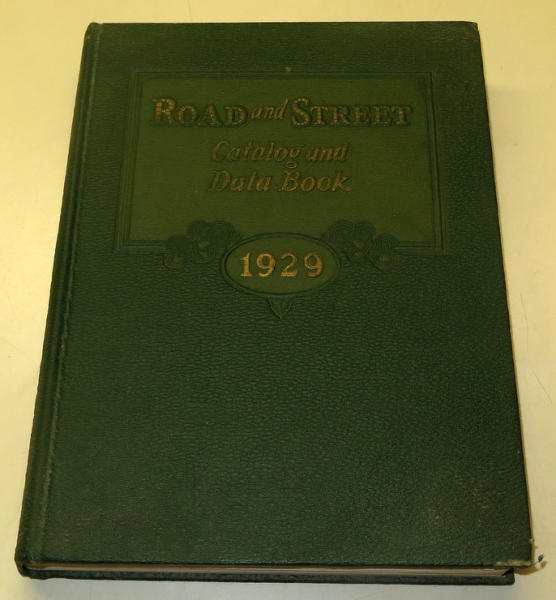 ROAD and STREET
Catalog and
Data Book
1929